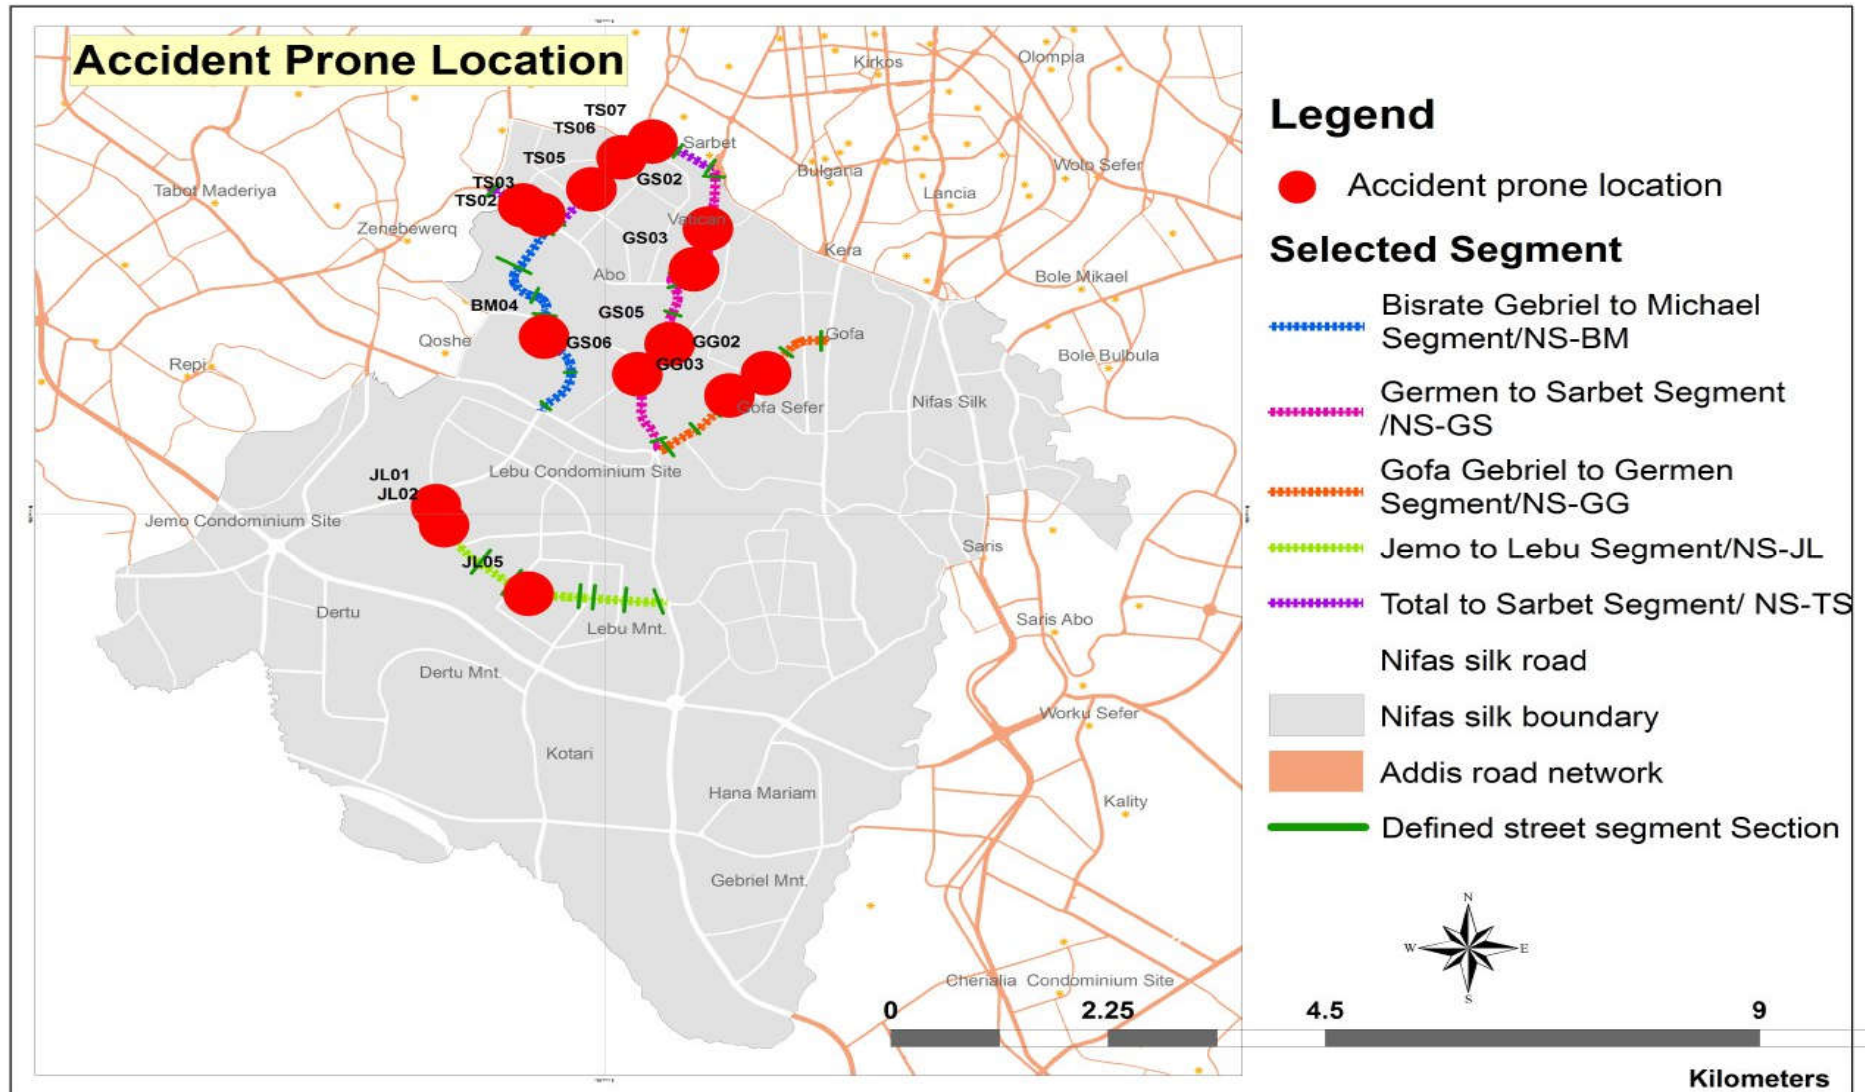 Accident Prone Location
Kirkos
Olompia
TS07
TS06
Sarbet
TS05
Bulgaria
Wolo Sefer
TS03
GS02
Tabot Maderiya
TS02
Lancia
Vatican
Zenebewerq
GS03
Kera
Abo
Bole Mikael
BM04
GS05
Qoshe
GS06
GG02
Gofa
Repi
GG03
Bole Bulbula
Gofa Sefer
Nifas Silk
JL01
Lebu Condominium Site
JL02
Jemo Condominium Site
Saris
JL05
Dertu
Lebu Mnt.
Saris Abo
Dertu Mnt.
Worku Sefer
Kotari
Hana Mariam
Kality
Gebriel Mnt.
Cherialia Condominium Site
Legend
Accident prone location
Selected Segment
Bisrate Gebriel to Michael
Segment/NS-BM
Germen to Sarbet Segment
/NS-GS
Gofa Gebriel to Germen
Segment/NS-GG
Jemo to Lebu Segment/NS-JL
Total to Sarbet Segment/ NS-TS
Nifas silk road
Nifas silk boundary
Addis road network
Defined street segment Section
N
W
E
S
0 2.25 4.5 9
Kilometers